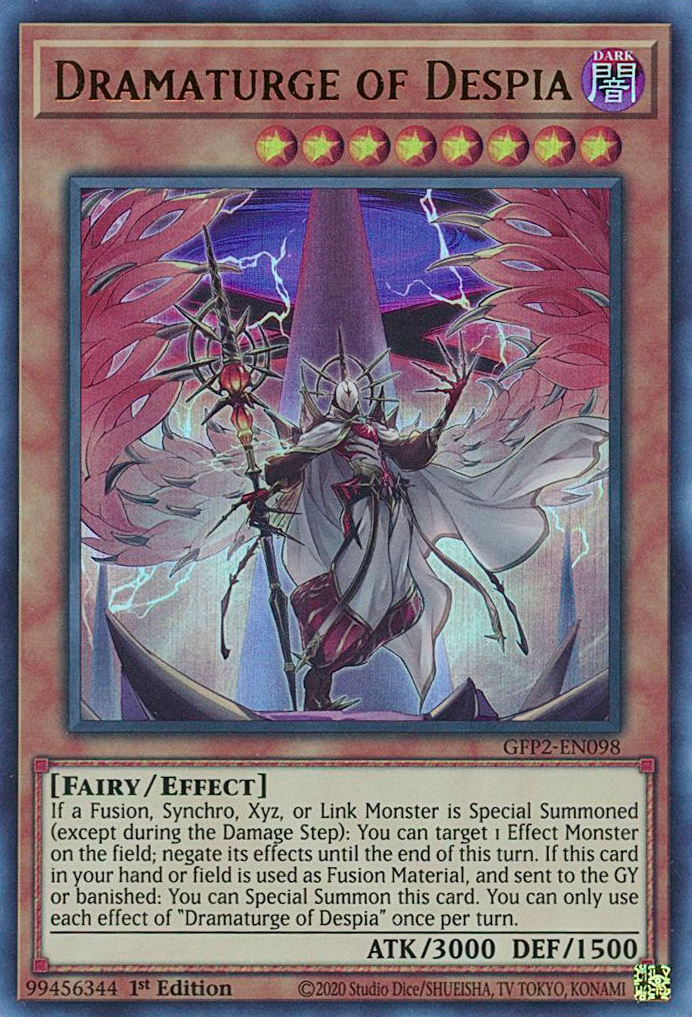 DRAMATURGE OF DESPIA
DARK
闇
GFP2-EN098
[FAIRY/EFFECT]
If a Fusion, Synchro, Xyz, or Link Monster is Special Summoned
(except during the Damage Step): You can target 1 Effect Monster
on the field; negate its effects until the end of this turn. If this card
in your hand or field is used as Fusion Material, and sent to the GY
or banished: You can Special Summon this card. You can only use
each effect of "Dramaturge of Despia" once per turn.
ATK/3000 DEF/1500
99456344 1st Edition ©2020 Studio Dice/SHUEISHA, TV TOKYO, KONAMI